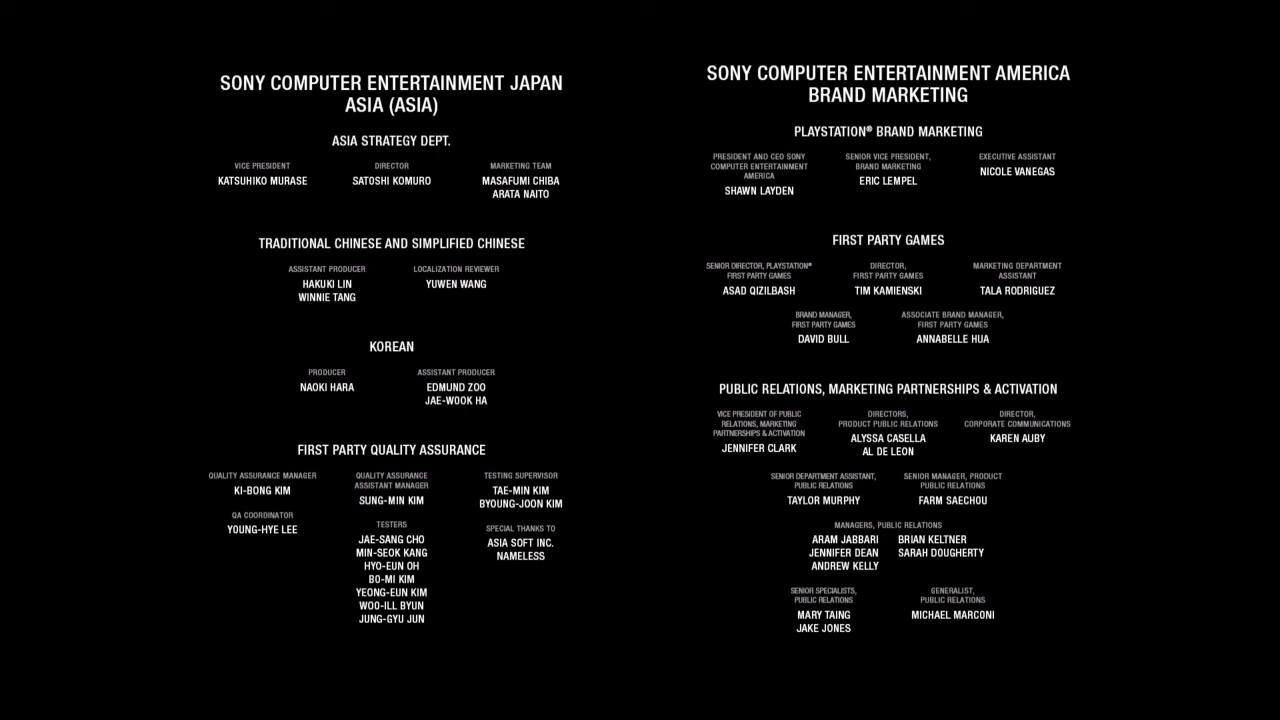 SONY COMPUTER ENTERTAINMENT JAPAN
ASIA (ASIA)
ASIA STRATEGY DEPT.
VICE PRESIDENT
KATSUHIKO MURASE
DIRECTOR
SATOSHI KOMURO
MARKETING TEAM
MASAFUMI CHIBA
ARATA NAITO
TRADITIONAL CHINESE AND SIMPLIFIED CHINESE
ASSISTANT PRODUCER
HAKUKI LIN
WINNIE TANG
LOCALIZATION REVIEWER
YUWEN WANG
KOREAN
PRODUCER
NAOKI HARA
ASSISTANT PRODUCER
EDMUND ZOO
JAE-WOOK HA
FIRST PARTY QUALITY ASSURANCE
QUALITY ASSURANCE MANAGER
KI-BONG KIM
QA COORDINATOR
YOUNG-HYE LEE
QUALITY ASSURANCE
ASSISTANT MANAGER
SUNG-MIN KIM
TESTERS
JAE-SANG CHO
MIN-SEOK KANG
HYO-EUN OH
BO-MI KIM
YEONG-EUN KIM
WOO-ILL BYUN
JUNG-GYU JUN
TESTING SUPERVISOR
TAE-MIN KIM
BYOUNG-JOON KIM
SPECIAL THANKS TO
ASIA SOFT INC.
NAMELESS
SONY COMPUTER ENTERTAINMENT AMERICA
BRAND MARKETING
PLAYSTATION® BRAND MARKETING
PRESIDENT AND CEO SONY
COMPUTER ENTERTAINMENT
AMERICA
SHAWN LAYDEN
SENIOR VICE PRESIDENT,
BRAND MARKETING
ERIC LEMPEL
EXECUTIVE ASSISTANT
NICOLE VANEGAS
FIRST PARTY GAMES
SENIOR DIRECTOR, PLAYSTATION®
FIRST PARTY GAMES
ASAD QIZILBASH
DIRECTOR,
FIRST PARTY GAMES
TIM KAMIENSKI
MARKETING DEPARTMENT
ASSISTANT
TALA RODRIGUEZ
BRAND MANAGER,
FIRST PARTY GAMES
DAVID BULL
ASSOCIATE BRAND MANAGER,
FIRST PARTY GAMES
ANNABELLE HUA
PUBLIC RELATIONS, MARKETING PARTNERSHIPS & ACTIVATION
VICE PRESIDENT OF PUBLIC
RELATIONS, MARKETING
PARTNERSHIPS & ACTIVATION
JENNIFER CLARK
DIRECTORS,
PRODUCT PUBLIC RELATIONS
ALYSSA CASELLA
AL DE LEON
DIRECTOR,
CORPORATE COMMUNICATIONS
KAREN AUBY
SENIOR DEPARTMENT ASSISTANT,
PUBLIC RELATIONS
TAYLOR MURPHY
SENIOR MANAGER, PRODUCT
PUBLIC RELATIONS
FARM SAECHOU
MANAGERS, PUBLIC RELATIONS
ARAM JABBARI
JENNIFER DEAN
ANDREW KELLY
BRIAN KELTNER
SARAH DOUGHERTY
SENIOR SPECIALISTS,
PUBLIC RELATIONS
MARY TAING
JAKE JONES
GENERALIST,
PUBLIC RELATIONS
MICHAEL MARCONI